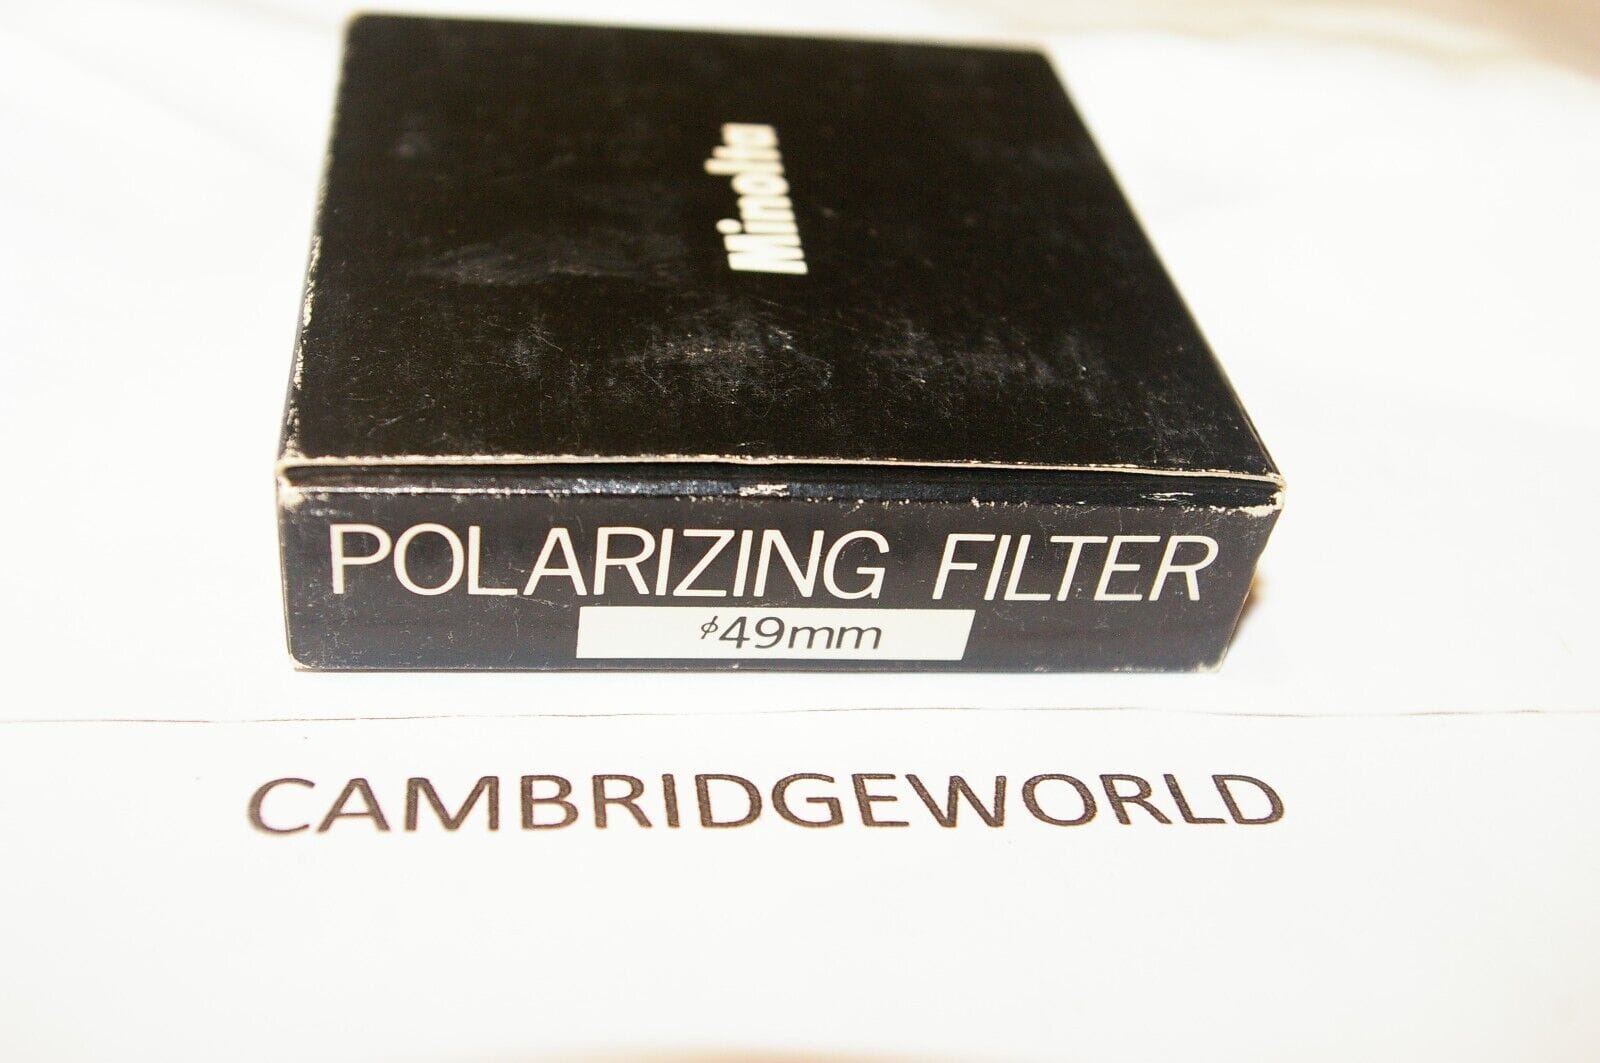 Minolta
POLARIZING FILTER
φ49mm
CAMBRIDGEWORLD